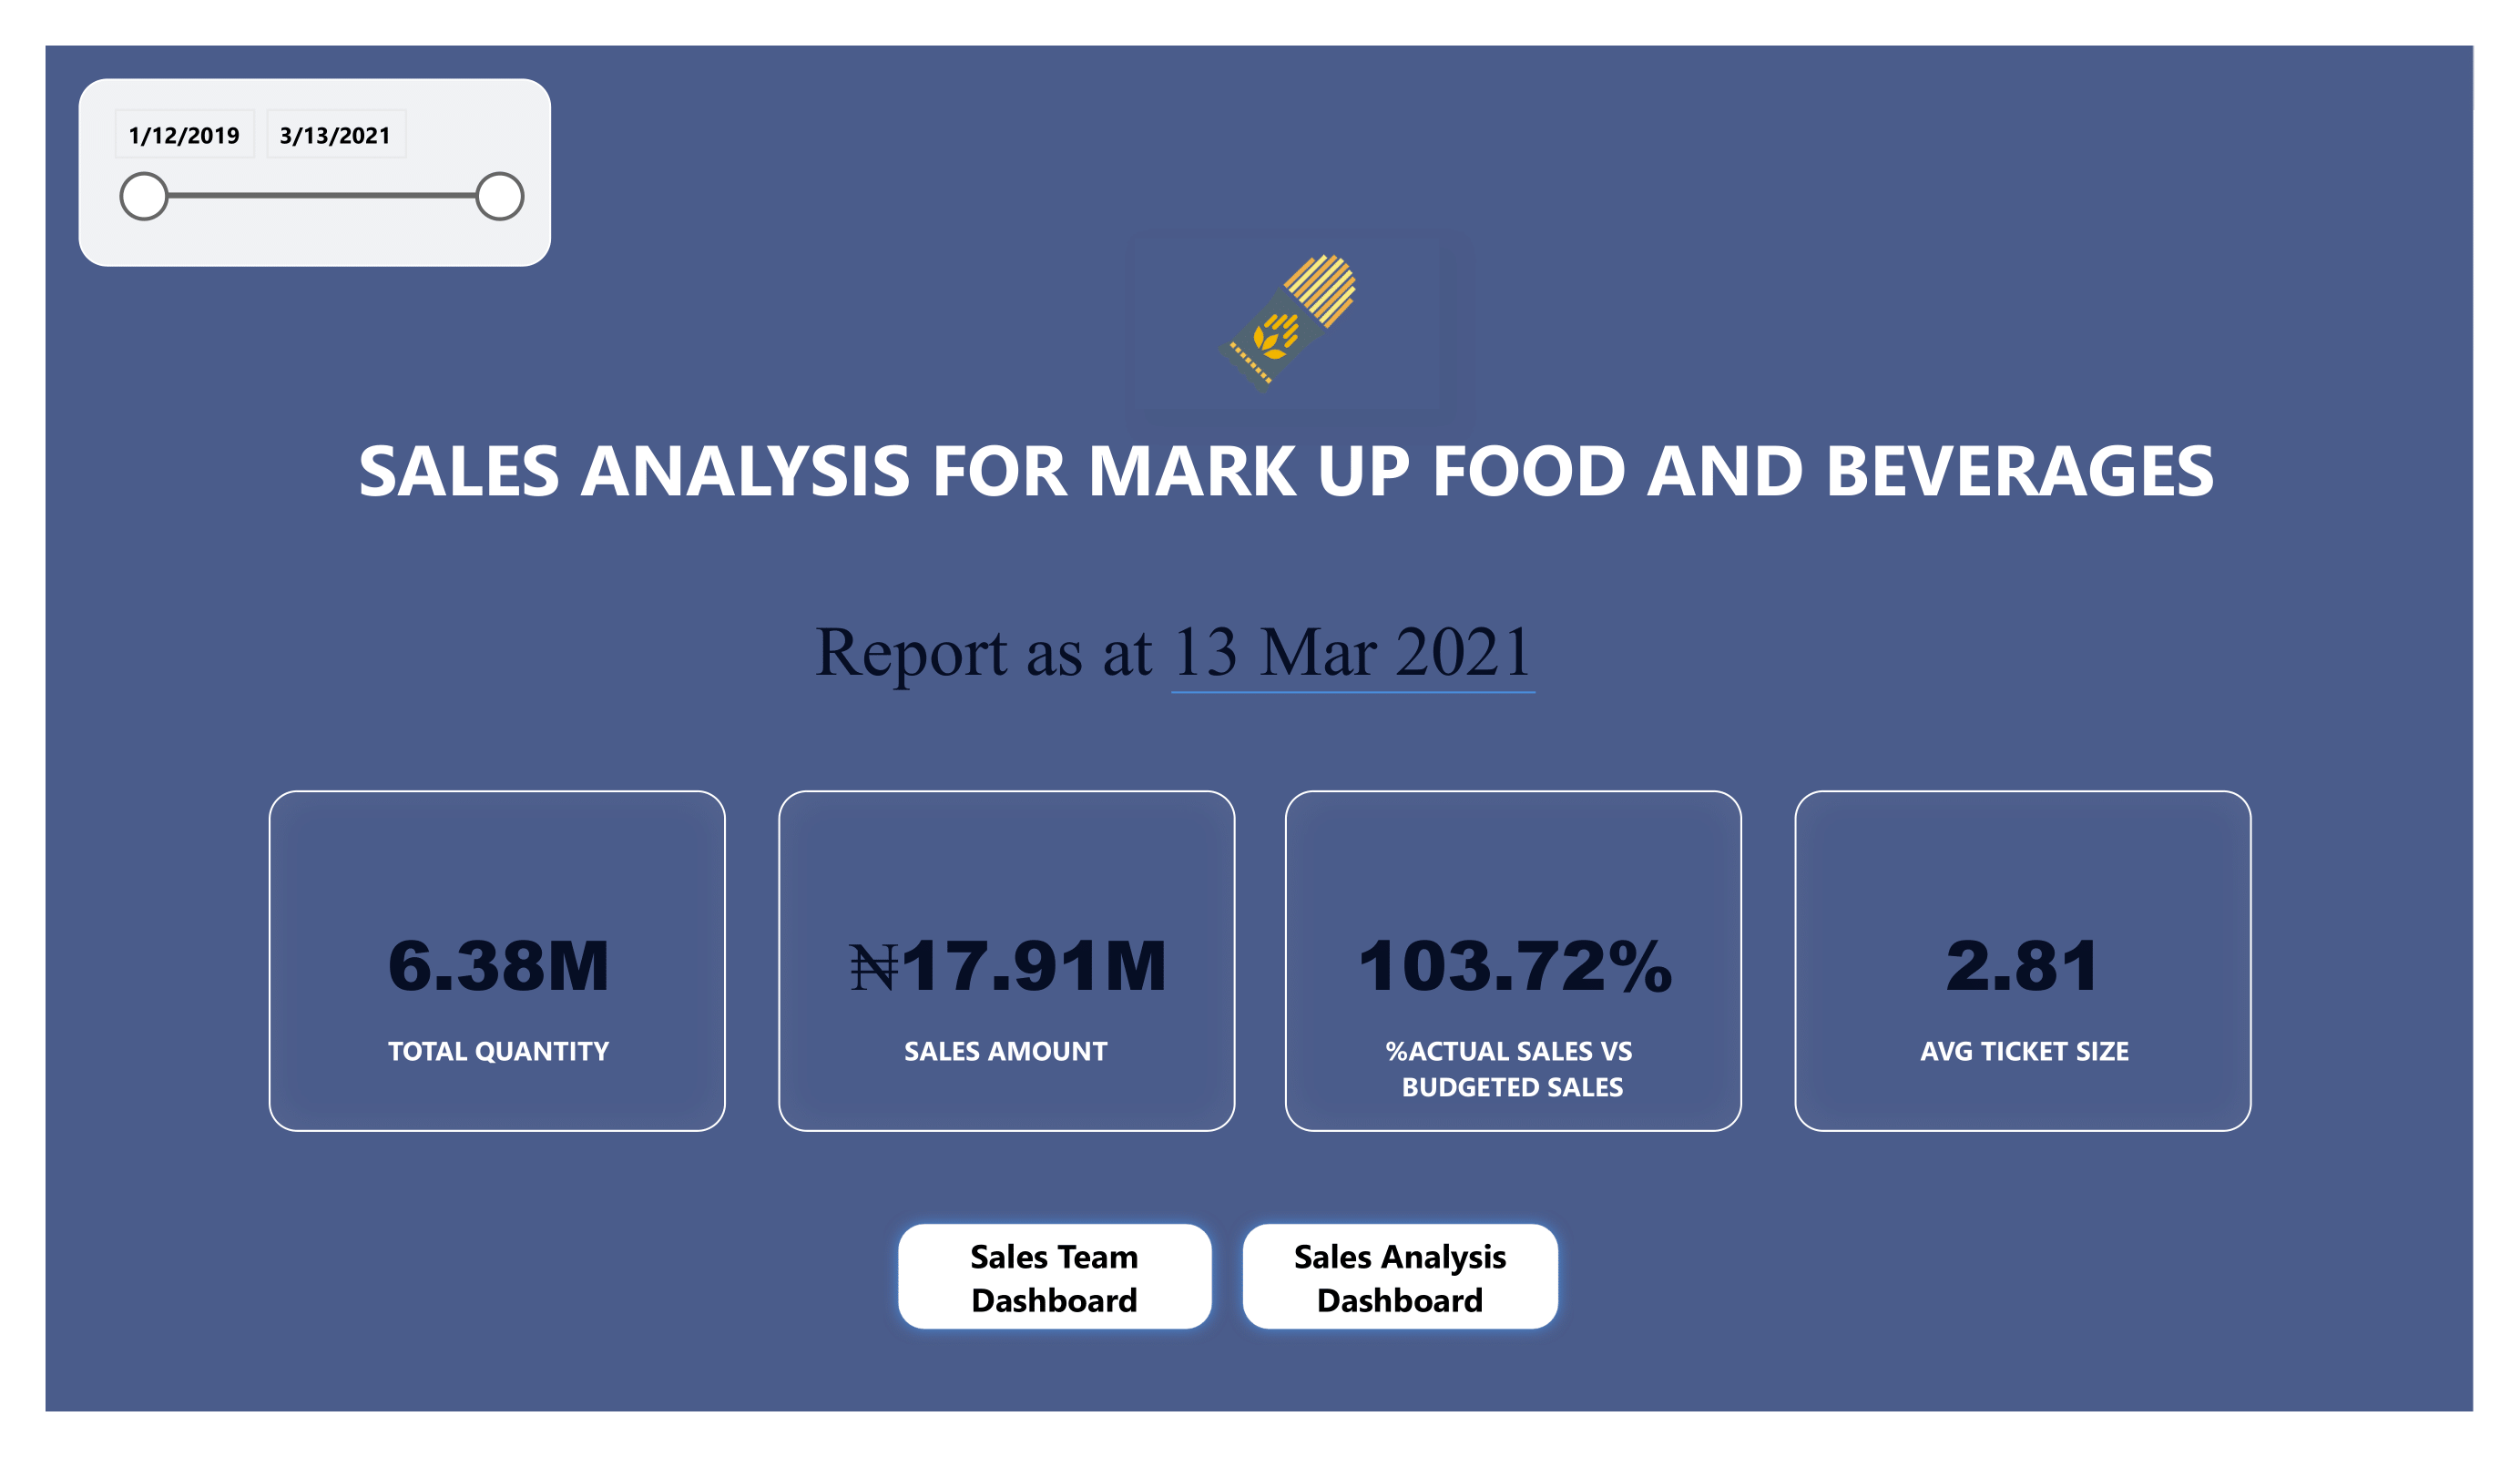 1/12/2019 3/13/2021
SALES ANALYSIS FOR MARK UP FOOD AND BEVERAGES
Report as at 13 Mar 2021
6.38M
TOTAL QUANTITY
₦17.91M
SALES AMOUNT
103.72%
%ACTUAL SALES VS
BUDGETED SALES
2.81
AVG TICKET SIZE
Sales Team
Dashboard
Sales Analysis
Dashboard